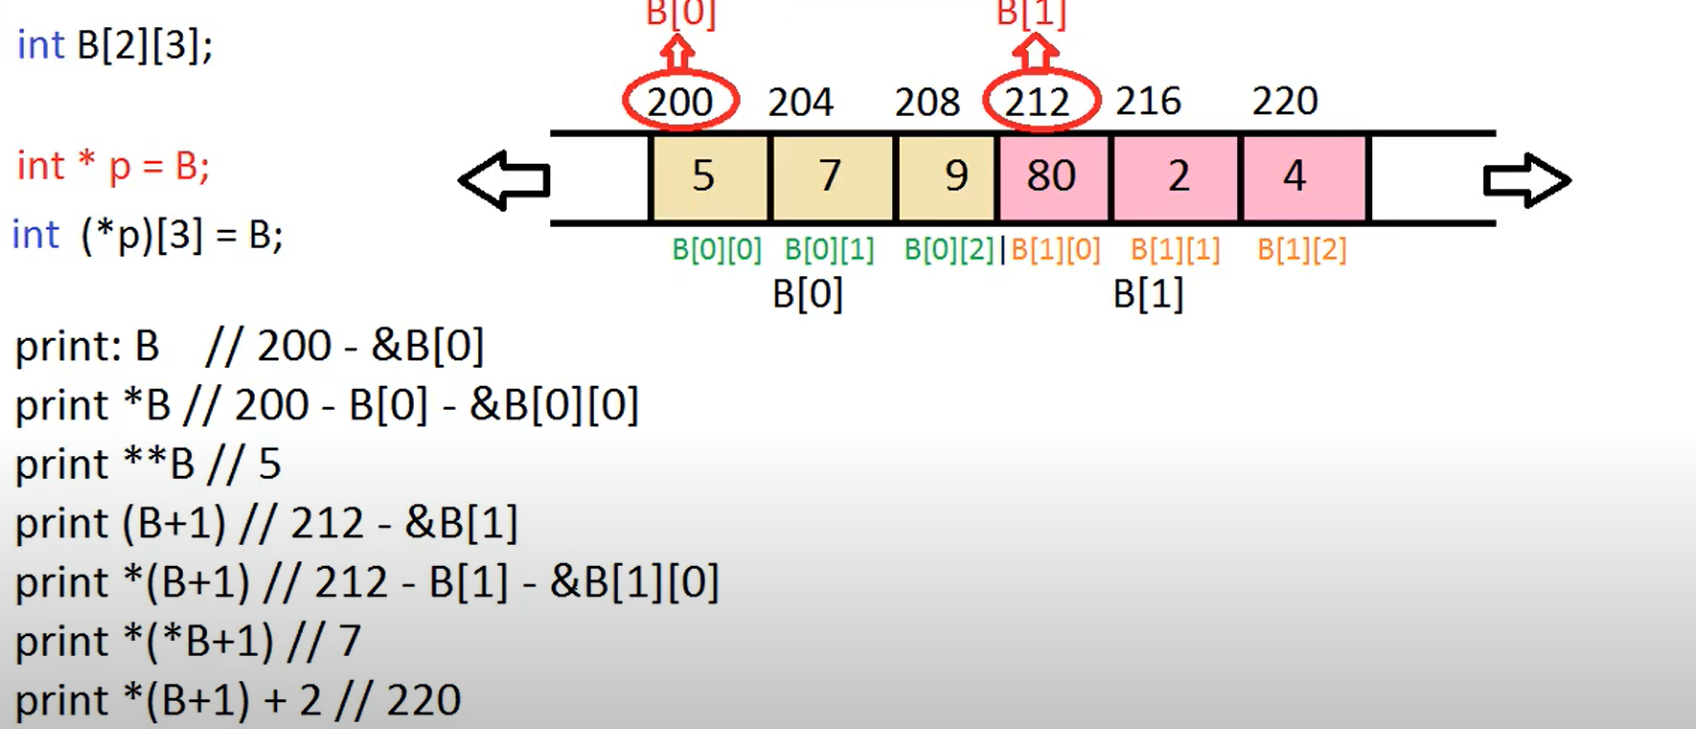 int B[2][3];
B[0] B[1]
200 204 208 212 216 220
int * p = B;
5 7 9 80 2 4
int (*p)[3] = B;
B[0][0] B[0][1] B[0][2]|B[1][0] B[1][1] B[1][2]
B[0] B[1]
print: B // 200 - &B[0]
print *B // 200 - B[0] - &B[0][0]
print **B // 5
print (B+1) // 212 - &B[1]
print *(B+1) // 212 - B[1] - &B[1][0]
print *(*B+1) // 7
print *(B+1) + 2 // 220